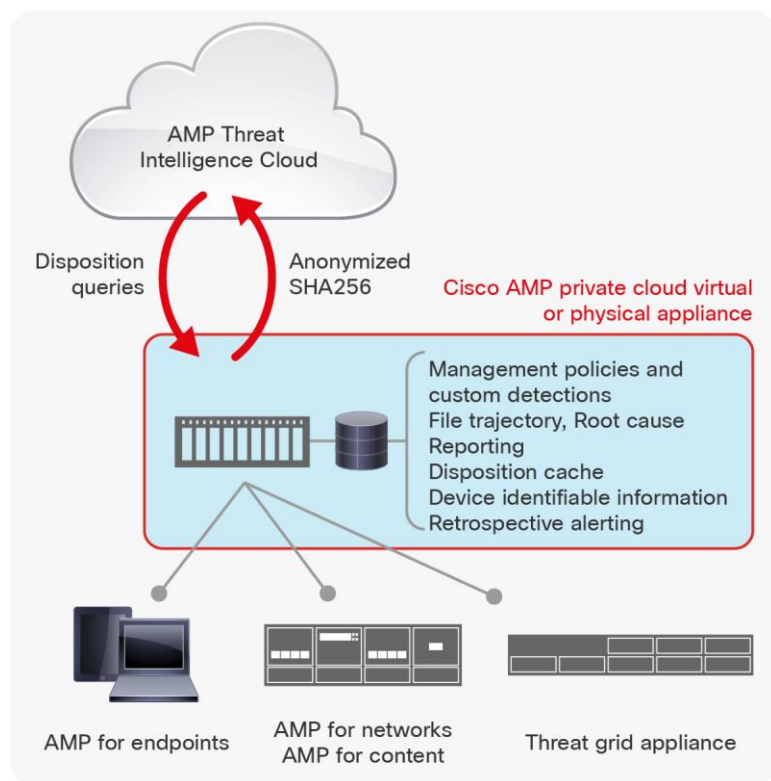 AMP Threat
Intelligence Cloud
Disposition
queries
Anonymized
SHA256
Cisco AMP private cloud virtual
or physical appliance
Management policies and
custom detections
File trajectory, Root cause
Reporting
Disposition cache
Device identifiable information
Retrospective alerting
AMP for endpoints
AMP for networks
AMP for content
Threat grid appliance